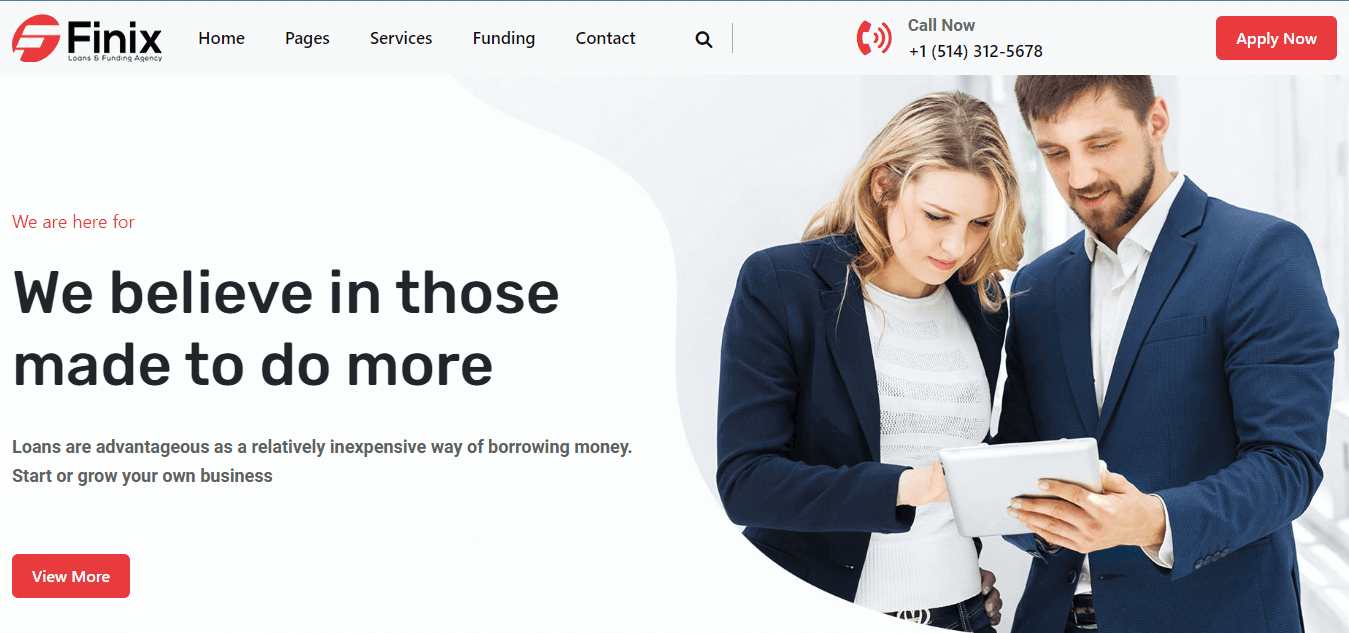 Finix
Loans & Funding Agency
Home
Pages
Services
Funding
Contact
Call Now
+1 (514) 312-5678
Apply Now
We are here for
We believe in those
made to do more
Loans are advantageous as a relatively inexpensive way of borrowing money.
Start or grow your own business
View More